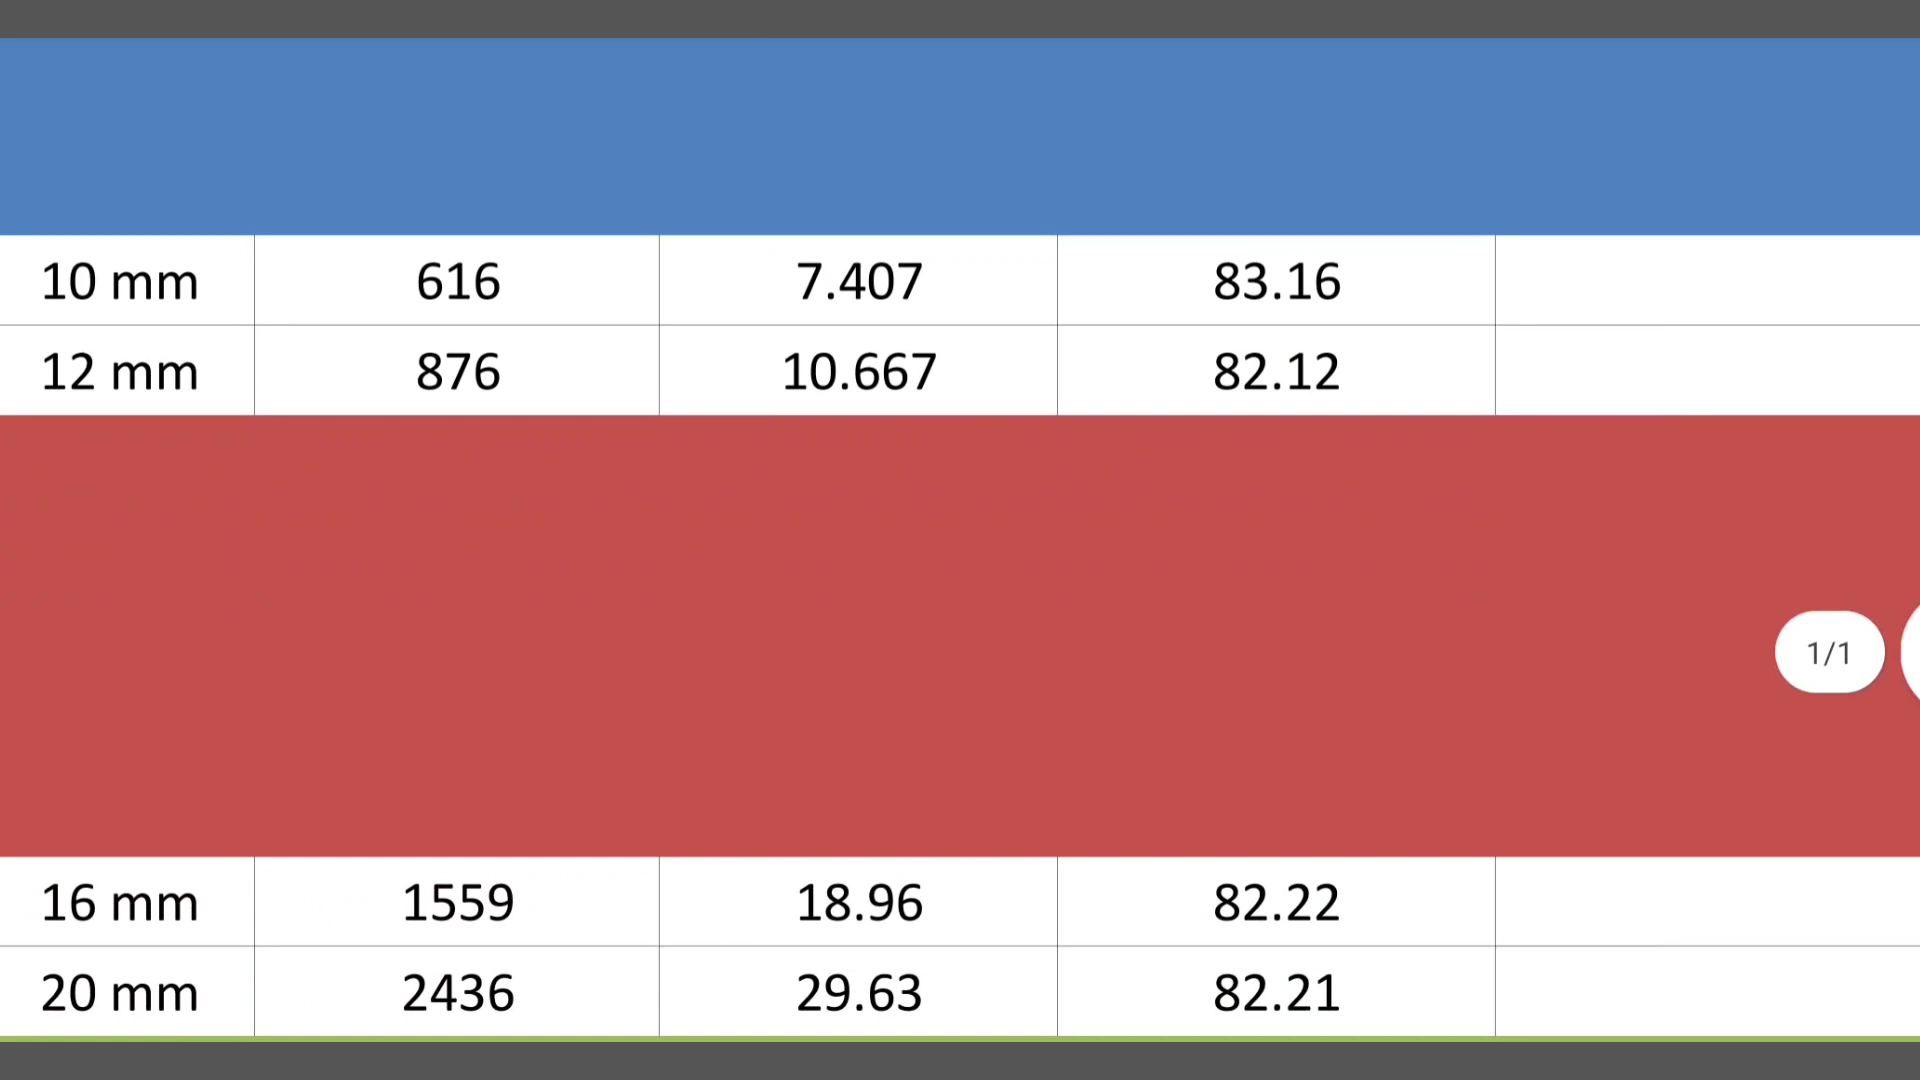 10 mm 616 7.407 83.16
12 mm 876 10.667 82.12
1/1
16 mm 1559 18.96 82.22
20 mm 2436 29.63 82.21